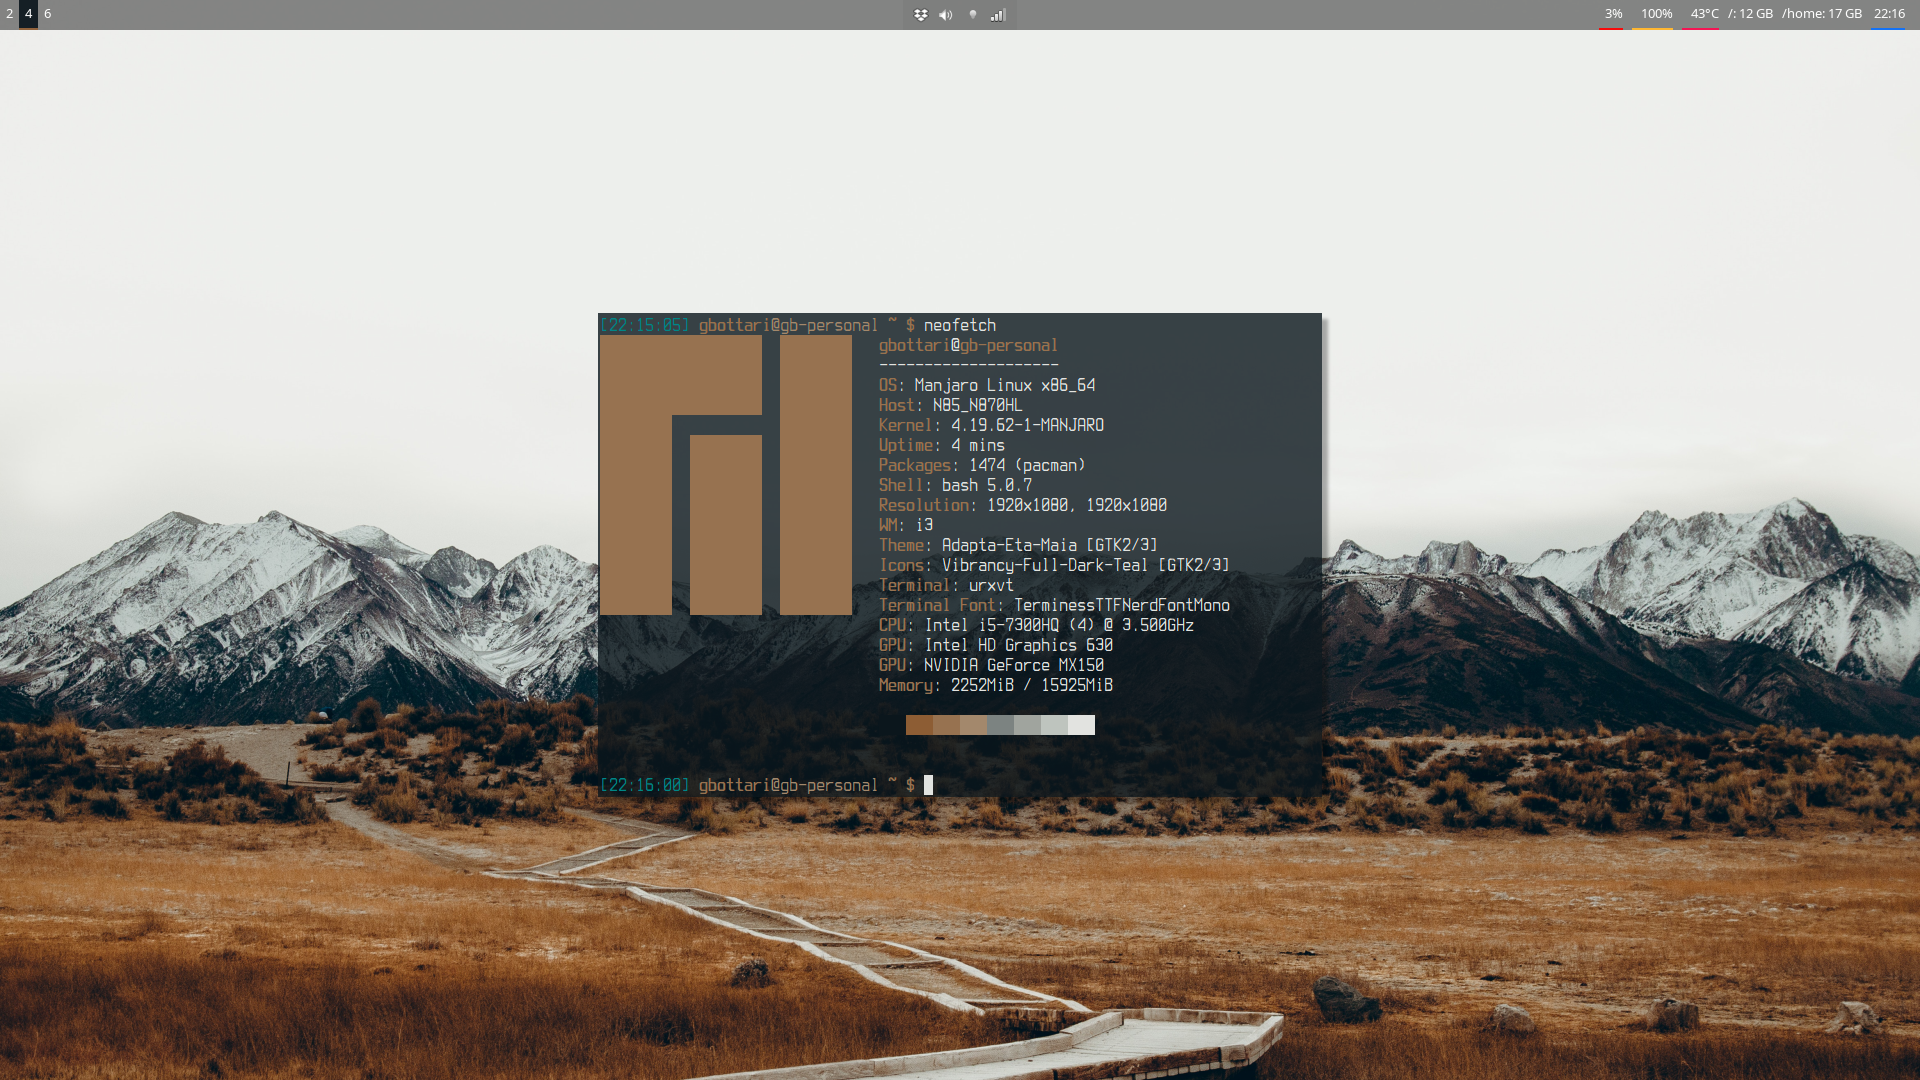 2 4 6
3% 100% 43°C /: 12 GB /home: 17 GB 22:16
[22:15:05] gbottari@gb-personal ~ $ neofetch
gbottari@gb-personal
--------------------
OS: Manjaro Linux x86_64
Host: N85_N870HL
Kernel: 4.19.62-1-MANJARO
Uptime: 4 mins
Packages: 1474 (pacman)
Shell: bash 5.0.7
Resolution: 1920x1080, 1920x1080
WM: i3
Theme: Adapta-Eta-Maia [GTK2/3]
Icons: Vibrancy-Full-Dark-Teal [GTK2/3]
Terminal: urxvt
Terminal Font: TerminessTTFNerdFontMono
CPU: Intel i5-7300HQ (4) @ 3.500GHz
GPU: Intel HD Graphics 630
GPU: NVIDIA GeForce MX150
Memory: 2252MiB / 15925MiB
[22:16:00] gbottari@gb-personal ~ $